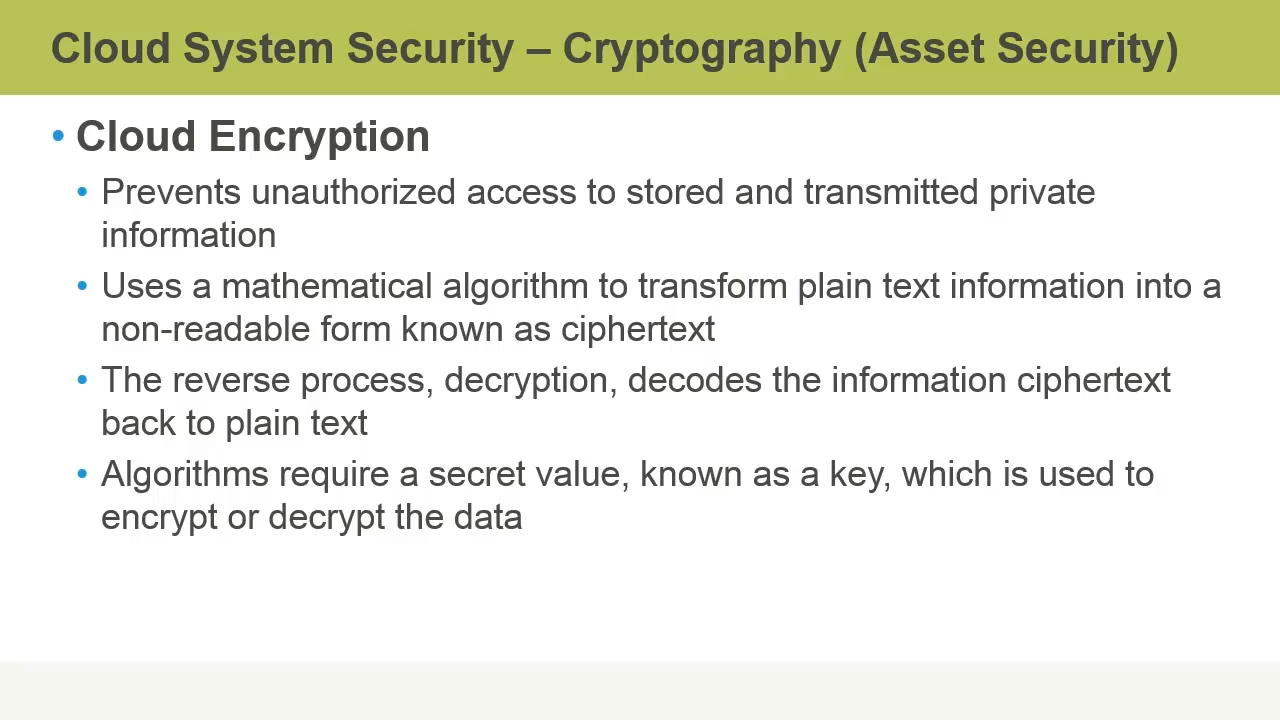 Cloud System Security – Cryptography (Asset Security)
• Cloud Encryption
• Prevents unauthorized access to stored and transmitted private
information
• Uses a mathematical algorithm to transform plain text information into a
non-readable form known as ciphertext
• The reverse process, decryption, decodes the information ciphertext
back to plain text
• Algorithms require a secret value, known as a key, which is used to
encrypt or decrypt the data